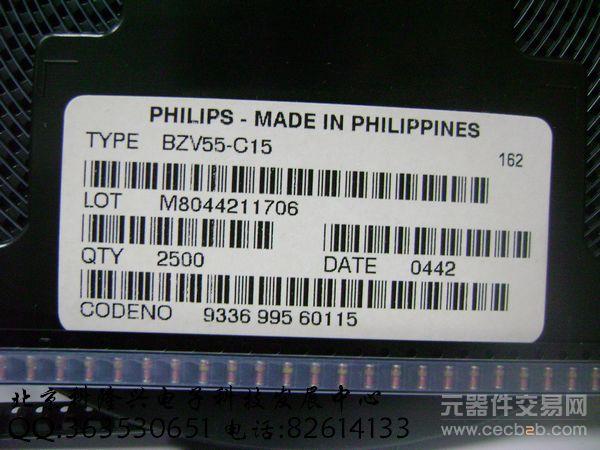 PHILIPS - MADE IN PHILIPPINES
TYPE BZV55-C15
162
LOT M8044211706
QTY 2500 DATE 0442
CODENO 9336 995 60115
北京科隆兴电子科技发展中心
QQ:363530651 电话:82614133
元器件交易网
www.cecb2b.com